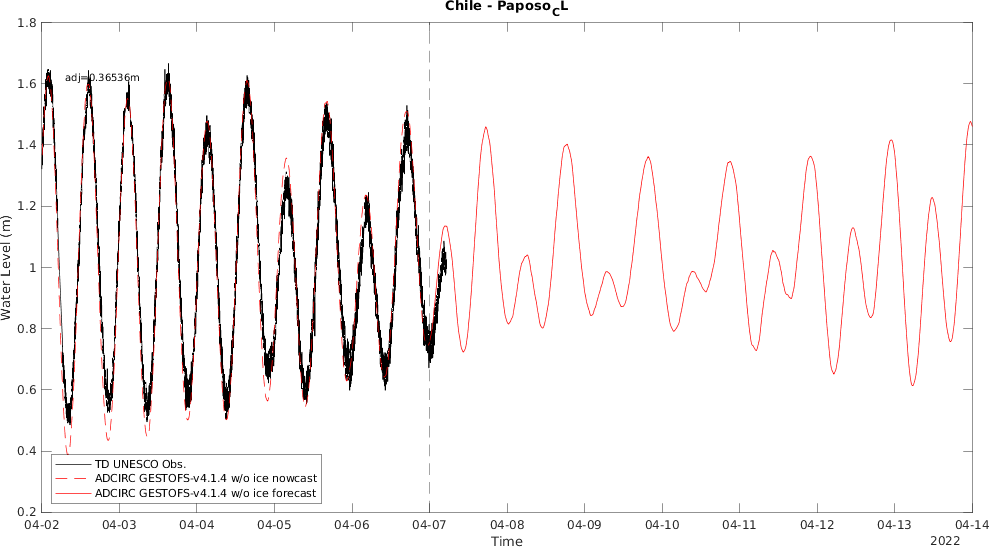 Chile - Paposo_CL
1.8
1.6
1.4
1.2
1
0.8
0.6
0.4
0.2
Water Level (m)
adj=0.36536m
TD UNESCO Obs.
ADCIRC GESTOFS-v4.1.4 w/o ice nowcast
ADCIRC GESTOFS-v4.1.4 w/o ice forecast
04-02 04-03 04-04 04-05 04-06 04-07 04-08 04-09 04-10 04-11 04-12 04-13 04-14
Time
2022